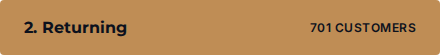 2. Returning 701 CUSTOMERS